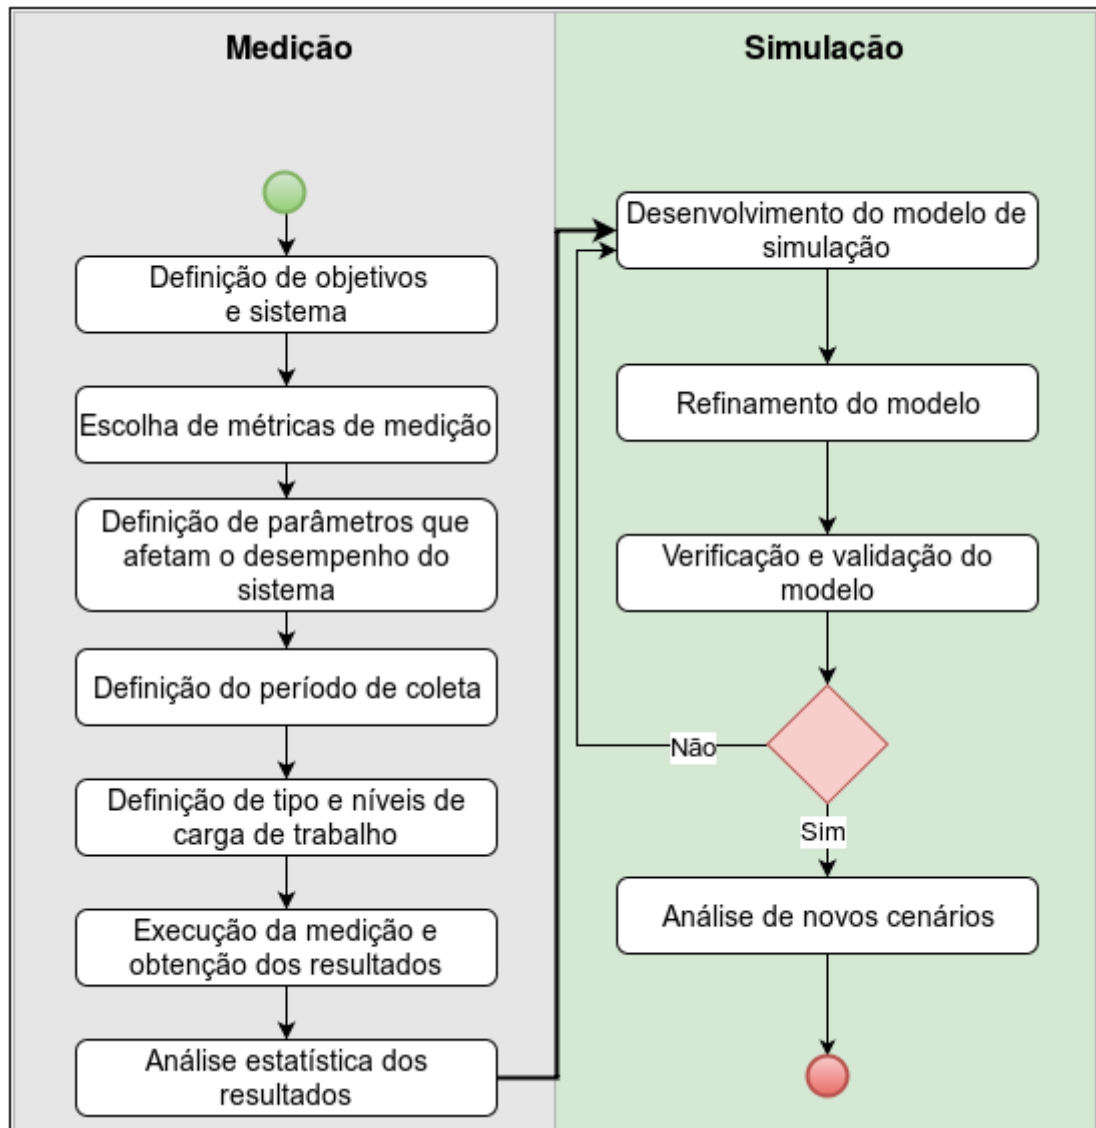 Medição
Definição de objetivos
e sistema
Escolha de métricas de medição
Definição de parâmetros que
afetam o desempenho do
sistema
Definição do período de coleta
Definição de tipo e níveis de
carga de trabalho
Execução da medição e
obtenção dos resultados
Análise estatística dos
resultados
Simulação
Desenvolvimento do modelo de
simulação
Refinamento do modelo
Verificação e validação do
modelo
Não
Sim
Análise de novos cenários